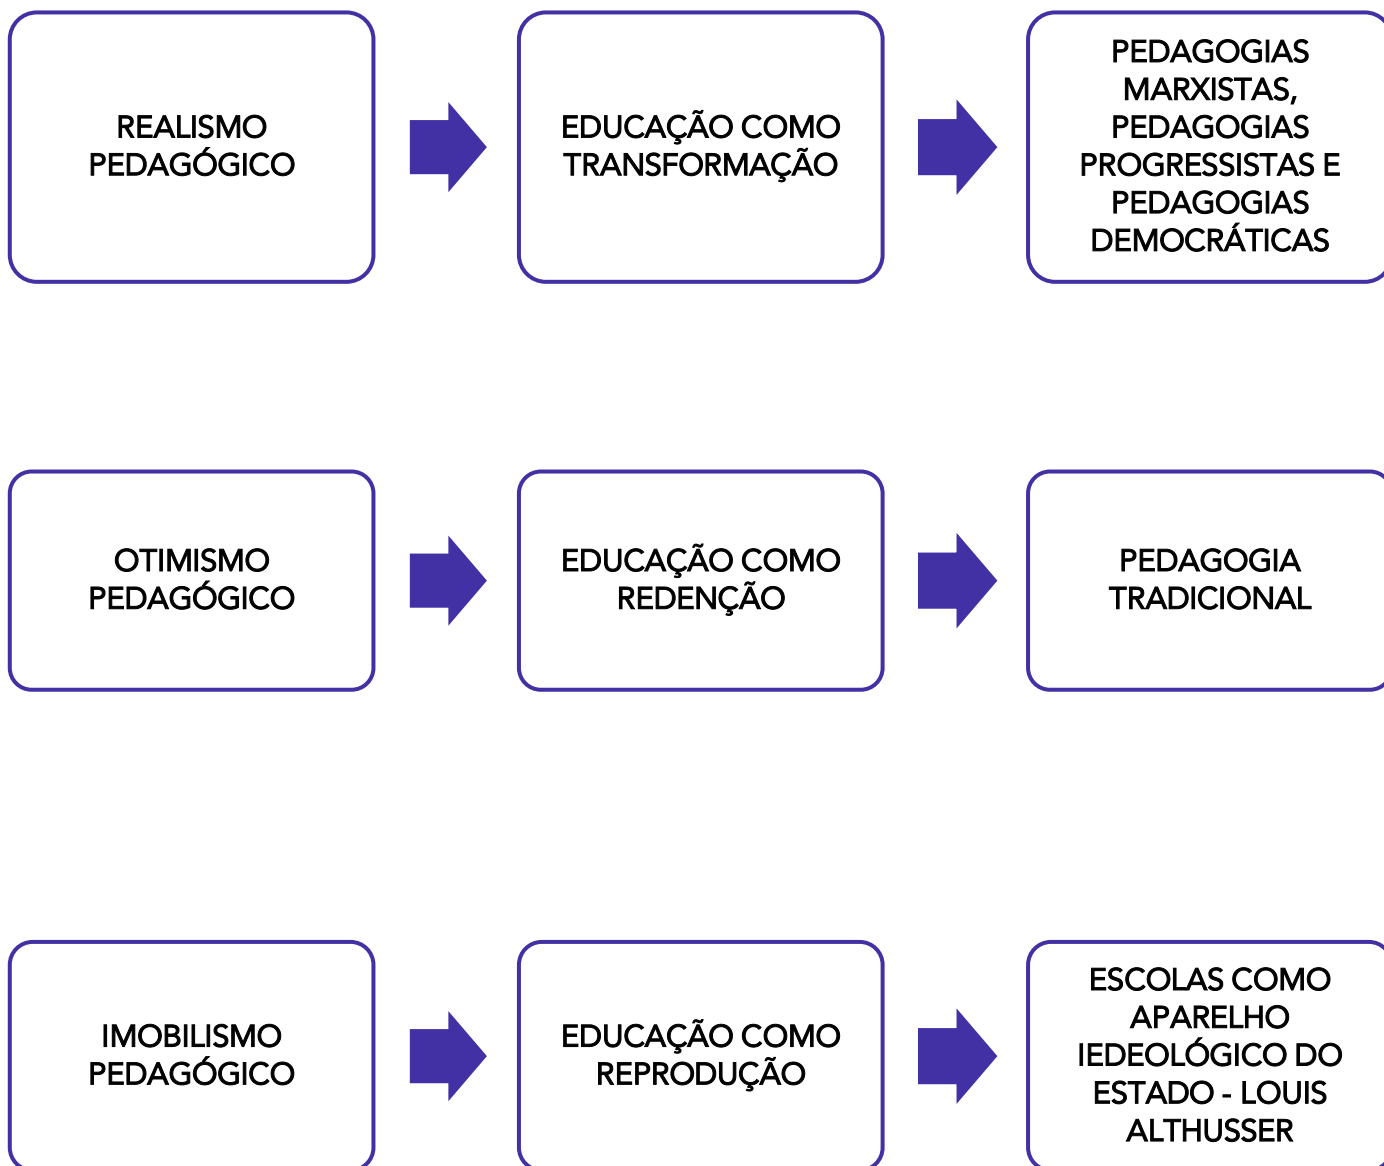 REALISMO
PEDAGÓGICO
EDUCAÇÃO COMO
TRANSFORMAÇÃO
PEDAGOGIAS
MARXISTAS,
PEDAGOGIAS
PROGRESSISTAS E
PEDAGOGIAS
DEMOCRÁTICAS
OTIMISMO
PEDAGÓGICO
EDUCAÇÃO COMO
REDENÇÃO
PEDAGOGIA
TRADICIONAL
IMOBILISMO
PEDAGÓGICO
EDUCAÇÃO COMO
REPRODUÇÃO
ESCOLAS COMO
APARELHO
IEDEOLÓGICO DO
ESTADO - LOUIS
ALTHUSSER